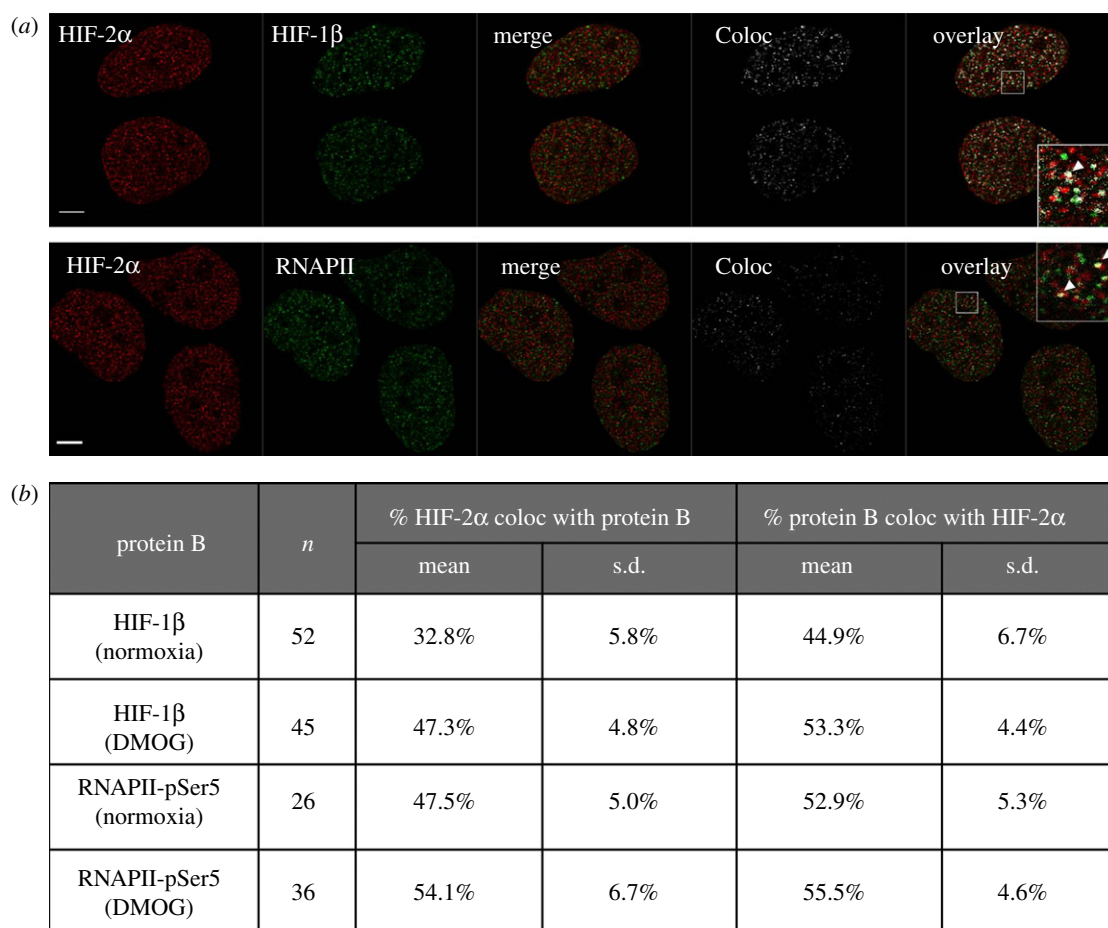 (a)
HIF-2α HIF-1β merge Coloc overlay
HIF-2α RNAPII merge Coloc overlay
(b)
protein B n % HIF-2α coloc with protein B % protein B coloc with HIF-2α
mean s.d. mean s.d.
HIF-1β
(normoxia) 52 32.8% 5.8% 44.9% 6.7%
HIF-1β
(DMOG) 45 47.3% 4.8% 53.3% 4.4%
RNAPII-pSer5
(normoxia) 26 47.5% 5.0% 52.9% 5.3%
RNAPII-pSer5
(DMOG) 36 54.1% 6.7% 55.5% 4.6%